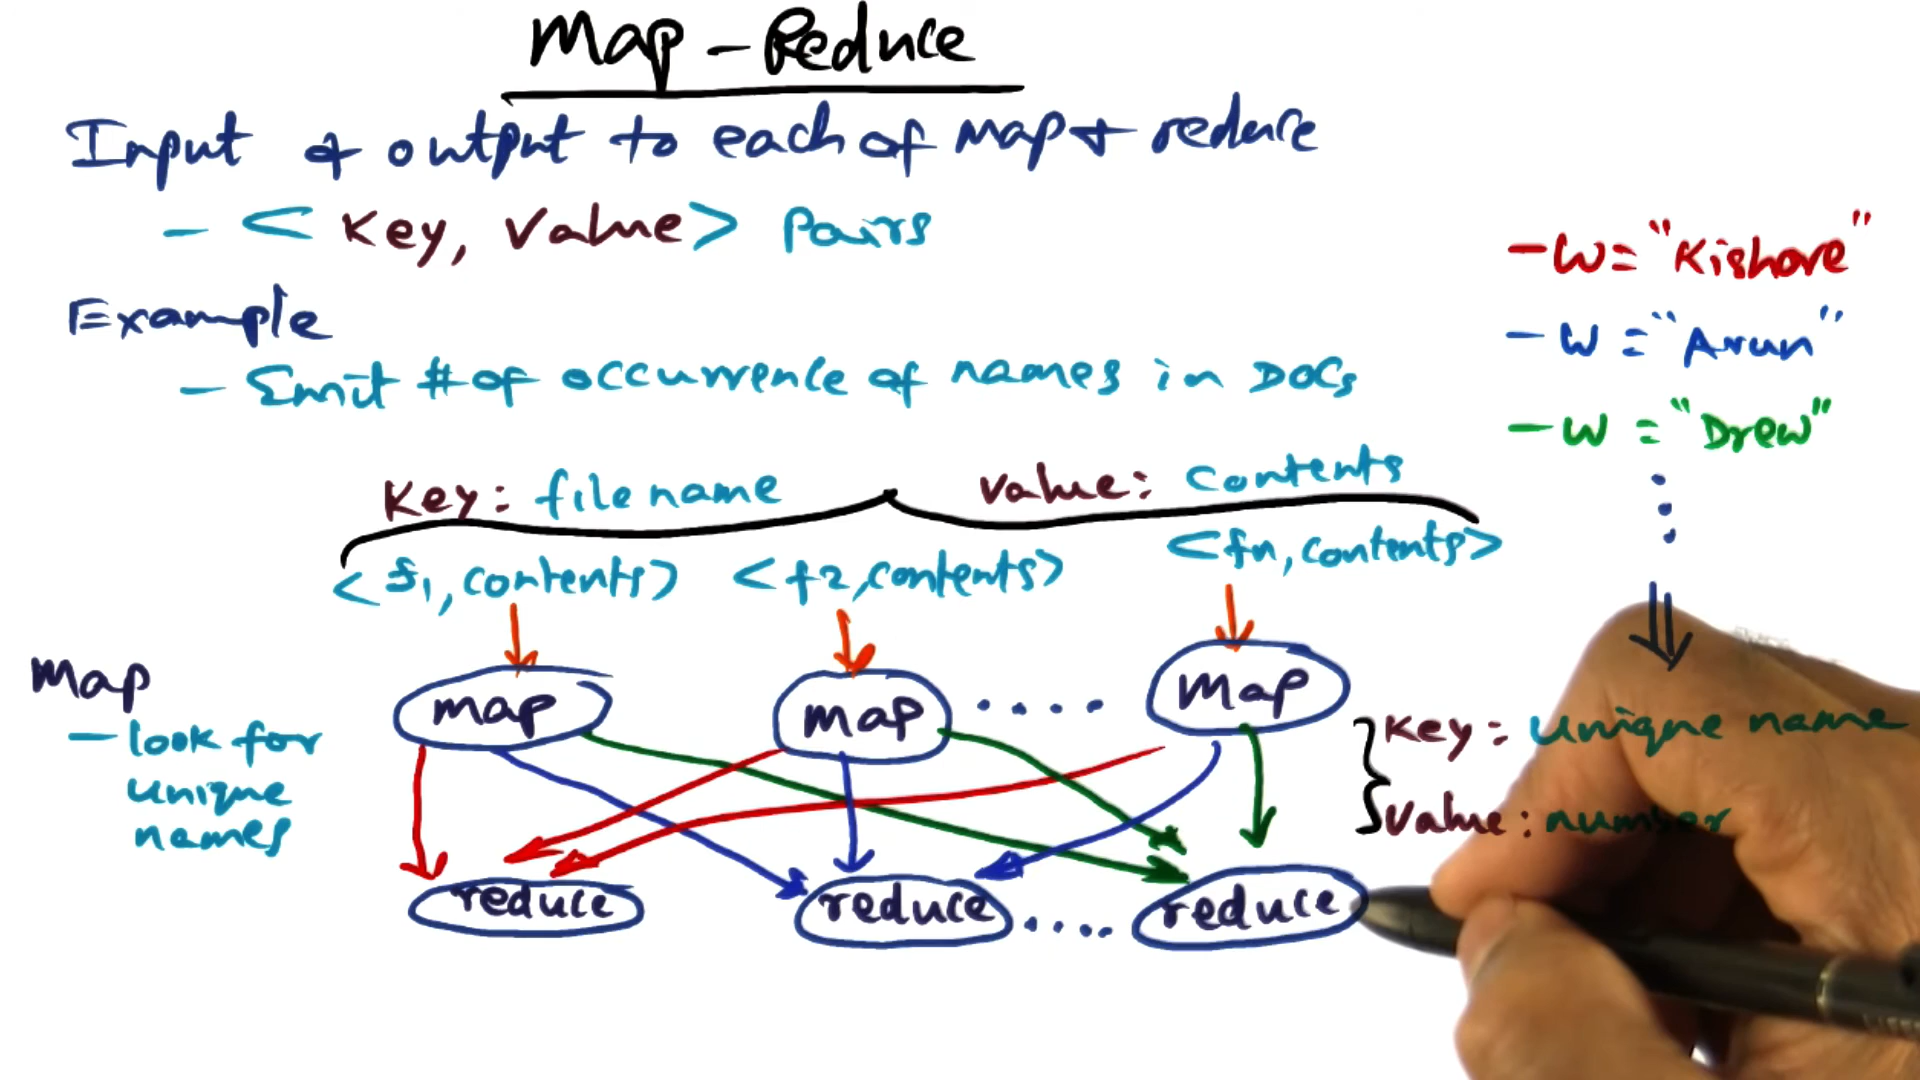 Map - Reduce
Input & output to each of map & reduce
- < Key, Value > Pairs
Example
- Emit # of occurrence of names in DOCs
- W = "Kishore"
- W = "Arun"
- W = "Drew"
Key: file name Value: Contents
<f1, contents> <f2, contents> <fn, contents>
Map
- look for
unique
names
map map .... map
Key: unique name
Value: number
reduce reduce .... reduce